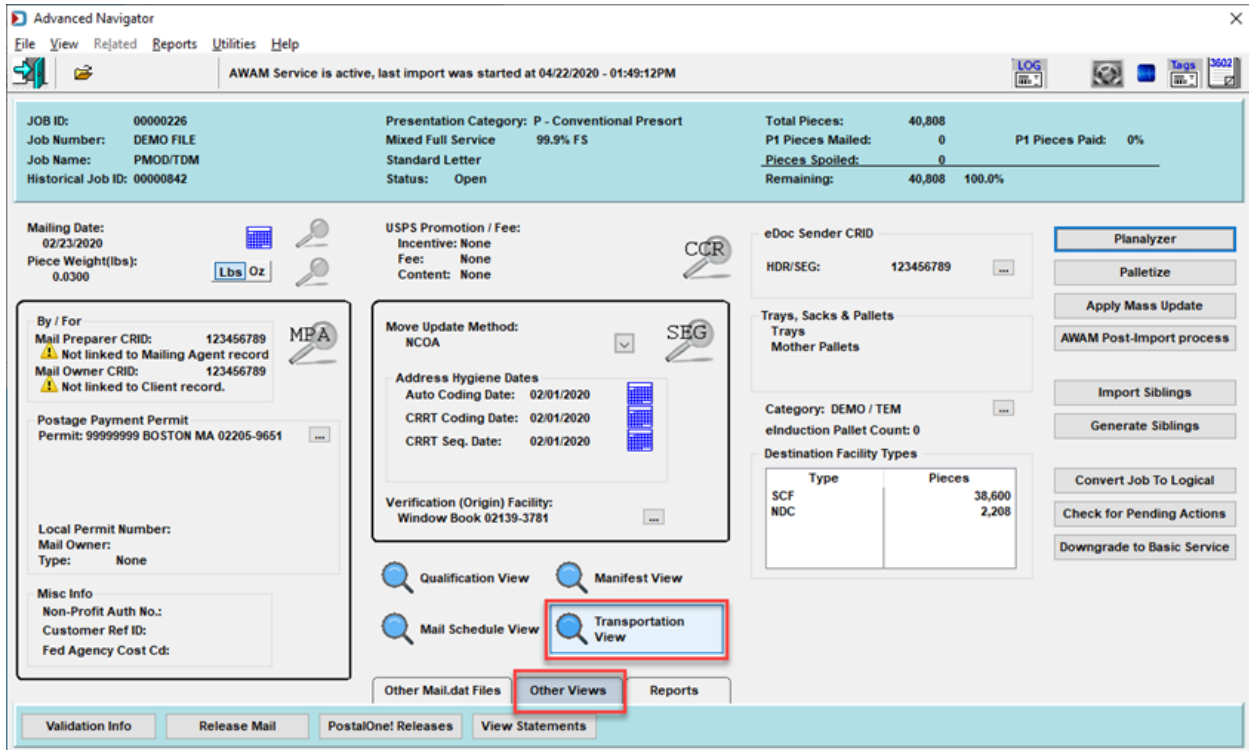 Advanced Navigator
File View Related Reports Utilities Help
AWAM Service is active, last import was started at 04/22/2020 - 01:49:12PM
LOG
Tags
3602
JOB ID: 00000226
Job Number: DEMO FILE
Job Name: PMOD/TDM
Historical Job ID: 00000842
Presentation Category: P - Conventional Presort
Mixed Full Service 99.9% FS
Standard Letter
Status: Open
Total Pieces: 40,808
P1 Pieces Mailed: 0 P1 Pieces Paid: 0%
Pieces Spoiled: 0
Remaining: 40,808 100.0%
Mailing Date:
02/23/2020
Piece Weight(lbs):
0.0300
Lbs Oz
By / For
Mail Preparer CRID: 123456789
Not linked to Mailing Agent record
Mail Owner CRID: 123456789
Not linked to Client record.
MPA
Postage Payment Permit
Permit: 99999999 BOSTON MA 02205-9651 ...
Local Permit Number:
Mail Owner:
Type: None
Misc Info
Non-Profit Auth No.:
Customer Ref ID:
Fed Agency Cost Cd:
USPS Promotion / Fee:
Incentive: None
Fee: None
Content: None
CCR
Move Update Method:
NCOA
SEG
Address Hygiene Dates
Auto Coding Date: 02/01/2020
CRRT Coding Date: 02/01/2020
CRRT Seq. Date: 02/01/2020
Verification (Origin) Facility:
Window Book 02139-3781 ...
Qualification View
Manifest View
Mail Schedule View
Transportation
View
Other Mail.dat Files
Other Views
Reports
eDoc Sender CRID
HDR/SEG: 123456789 ...
Trays, Sacks & Pallets
Trays
Mother Pallets
Category: DEMO / TEM ...
eInduction Pallet Count: 0
Destination Facility Types
Type Pieces
SCF 38,600
NDC 2,208
Planalyzer
Palletize
Apply Mass Update
AWAM Post-Import process
Import Siblings
Generate Siblings
Convert Job To Logical
Check for Pending Actions
Downgrade to Basic Service
Validation Info
Release Mail
PostalOne! Releases
View Statements